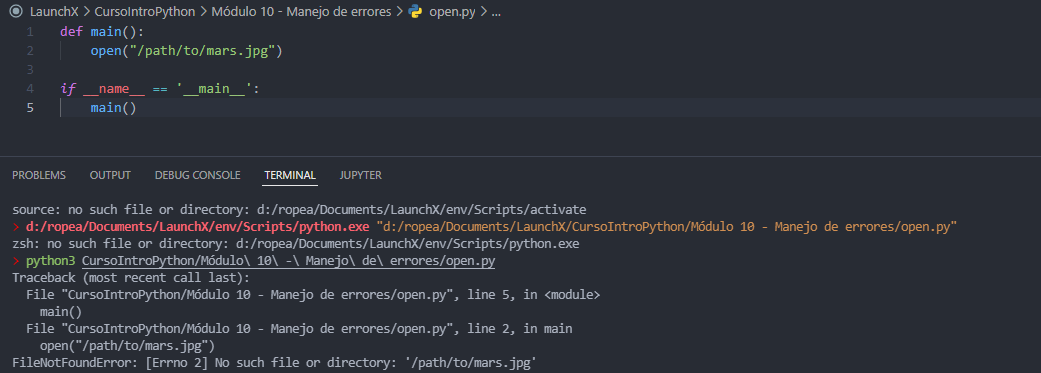 LaunchX > CursoIntroPython > Módulo 10 - Manejo de errores > open.py > ...
1 def main():
2 open("/path/to/mars.jpg")
3
4 if __name__ == '__main__':
5 main()
PROBLEMS OUTPUT DEBUG CONSOLE TERMINAL JUPYTER
source: no such file or directory: d:/ropea/Documents/LaunchX/env/Scripts/activate
> d:/ropea/Documents/LaunchX/env/Scripts/python.exe "d:/ropea/Documents/LaunchX/CursoIntroPython/Módulo 10 - Manejo de errores/open.py"
zsh: no such file or directory: d:/ropea/Documents/LaunchX/env/Scripts/python.exe
> python3 CursoIntroPython/Módulo\ 10\ -\ Manejo\ de\ errores/open.py
Traceback (most recent call last):
File "CursoIntroPython/Módulo 10 - Manejo de errores/open.py", line 5, in <module>
main()
File "CursoIntroPython/Módulo 10 - Manejo de errores/open.py", line 2, in main
open("/path/to/mars.jpg")
FileNotFoundError: [Errno 2] No such file or directory: '/path/to/mars.jpg'